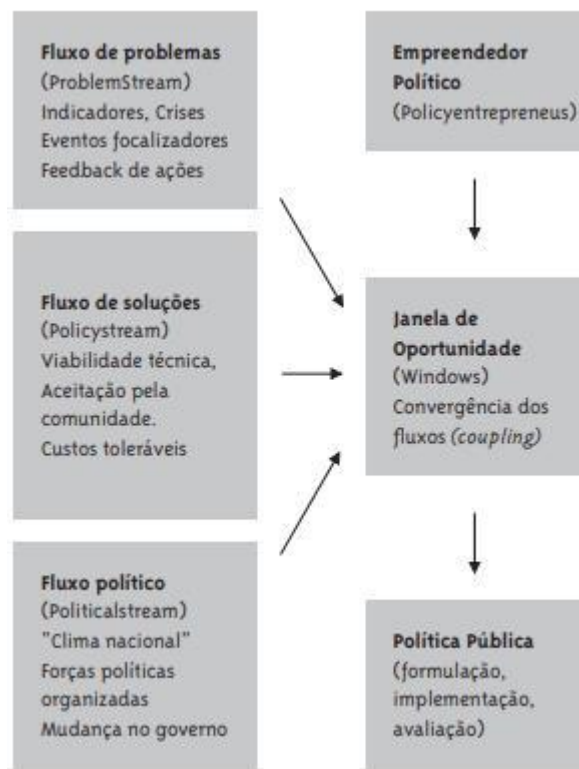 Fluxo de problemas
(ProblemStream)
Indicadores, Crises
Eventos focalizadores
Feedback de ações
Fluxo de soluções
(Policystream)
Viabilidade técnica,
Aceitação pela
comunidade.
Custos toleráveis
Fluxo político
(Politicalstream)
"Clima nacional"
Forças políticas
organizadas
Mudança no governo
Empreendedor
Político
(Policyentrepreneus)
Janela de
Oportunidade
(Windows)
Convergência dos
fluxos (coupling)
Política Pública
(formulação,
implementação,
avaliação)